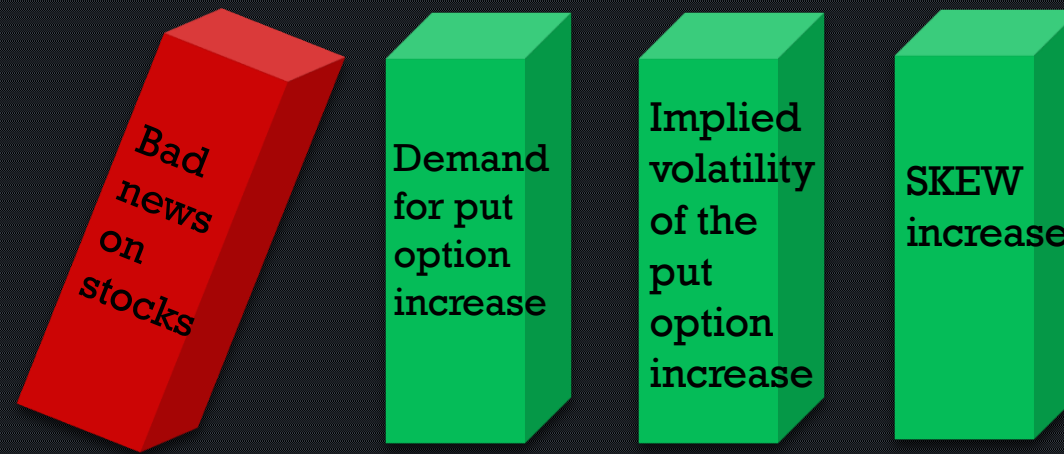 Bad
news
on
stocks
Demand
for put
option
increase
Implied
volatility
of the
put
option
increase
SKEW
increase